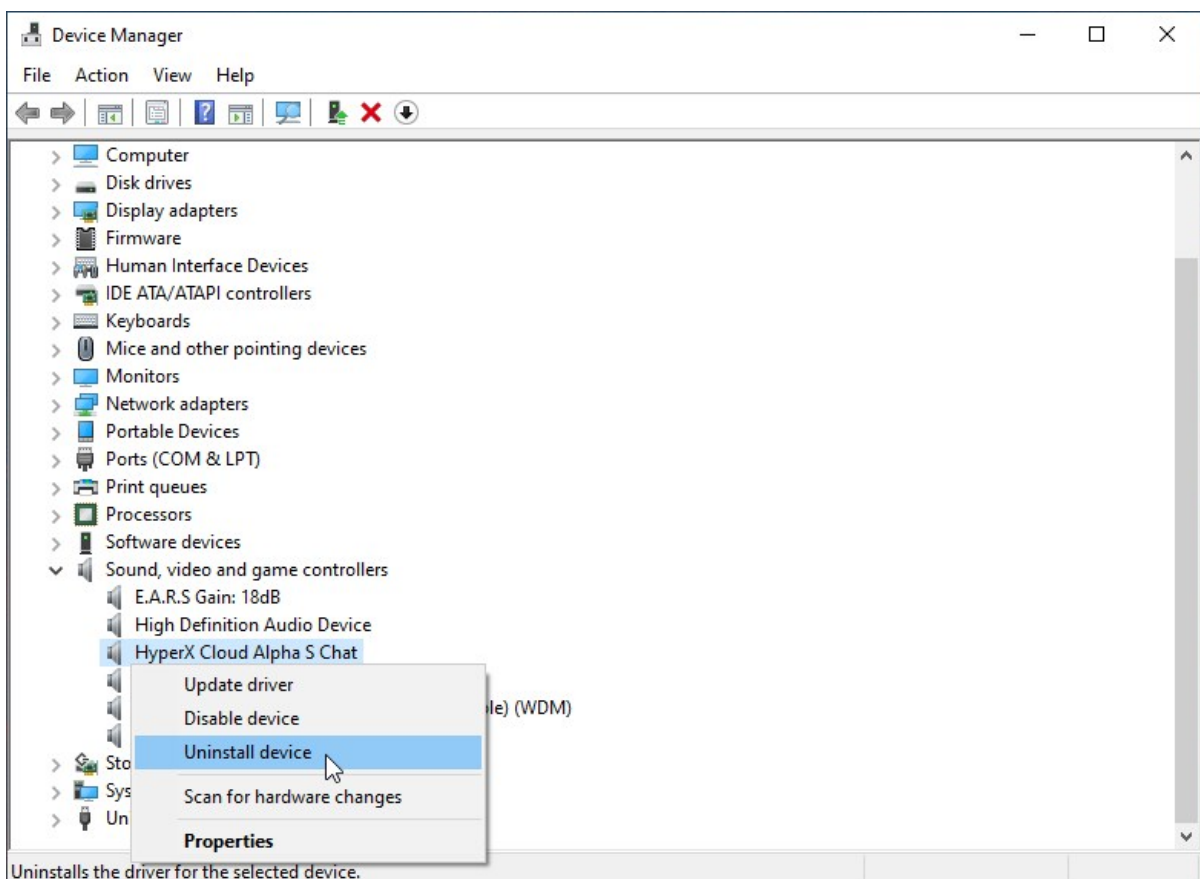 Device Manager
File Action View Help
Computer
Disk drives
Display adapters
Firmware
Human Interface Devices
IDE ATA/ATAPI controllers
Keyboards
Mice and other pointing devices
Monitors
Network adapters
Portable Devices
Ports (COM & LPT)
Print queues
Processors
Software devices
Sound, video and game controllers
E.A.R.S Gain: 18dB
High Definition Audio Device
HyperX Cloud Alpha S Chat
Update driver
(WDM)
Disable device
Uninstall device
Sto
Sys
Scan for hardware changes
Un
Properties
Uninstalls the driver for the selected device.